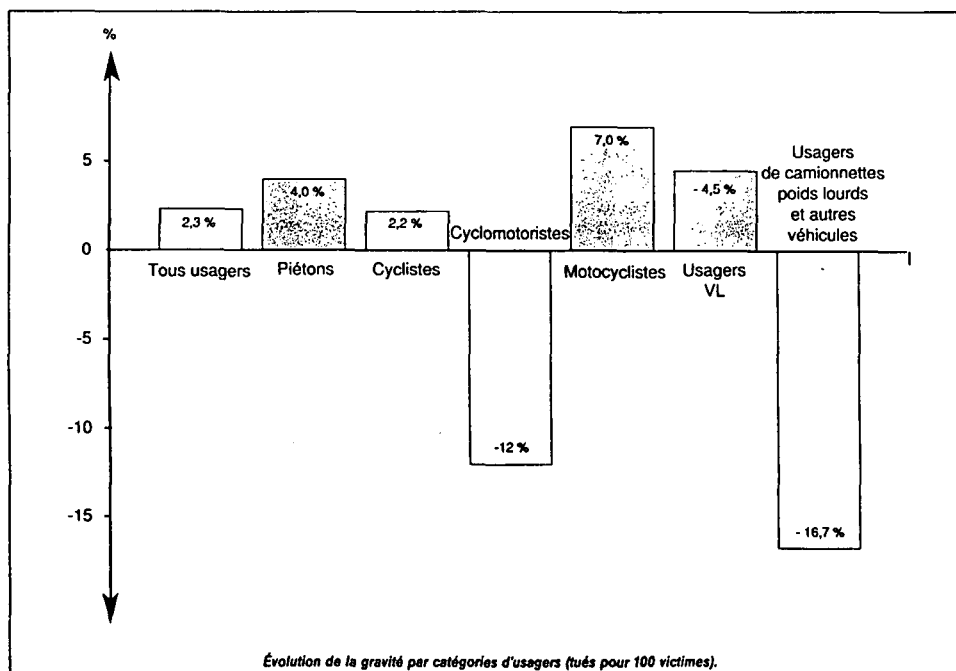 %
5
0
-5
-10
-15
2,3 %
4,0 %
2,2 %
-12 %
7,0 %
- 4,5 %
- 16,7 %
Tous usagers
Piétons
Cyclistes
Cyclomotoristes
Motocyclistes
Usagers
VL
Usagers
de camionnettes
poids lourds
et autres
véhicules
Évolution de la gravité par catégories d'usagers (tués pour 100 victimes).